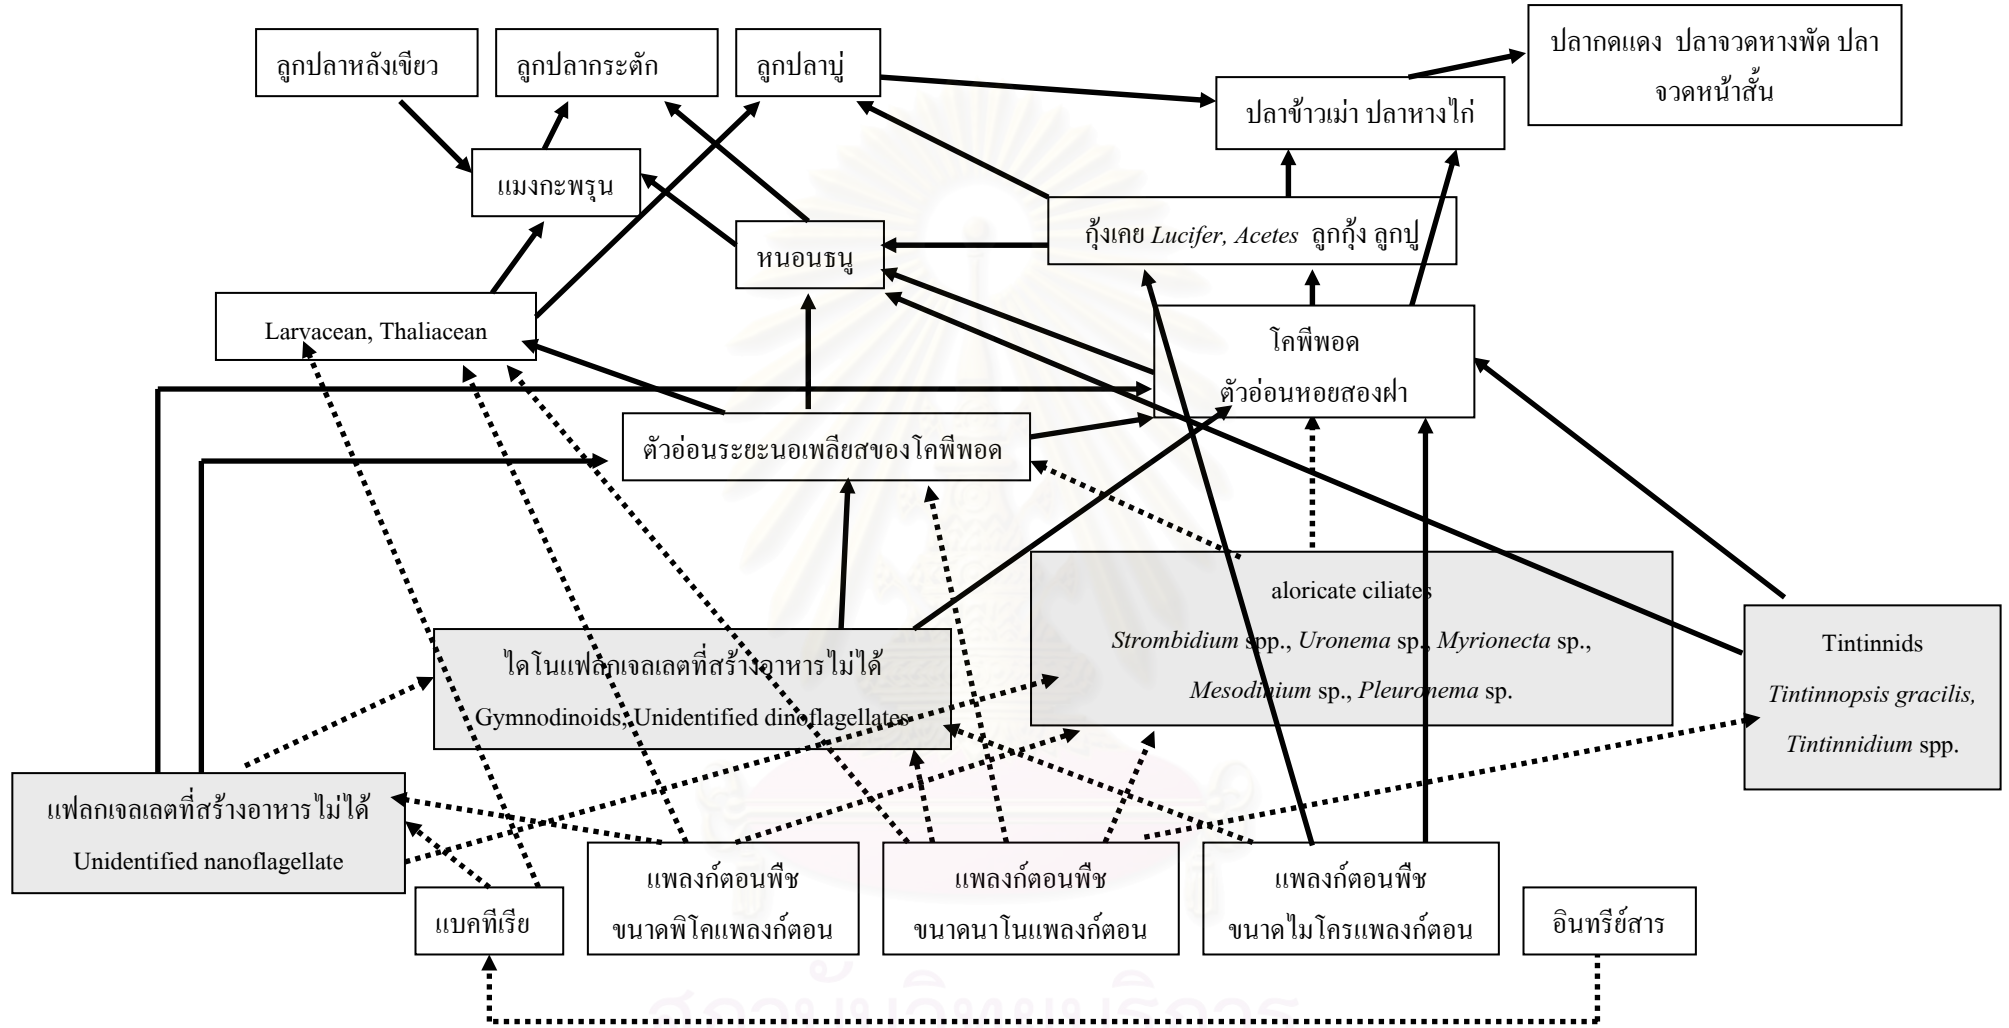 ลูกปลาหลังเขียว
ลูกปลากระตัก
ลูกปลาบู่
ปลากดแดง ปลาจวดหางพัด ปลา
จวดหน้าสั้น
ปลาข้าวเม่า ปลาหางไก่
แมงกะพรุน
กุ้งเคย Lucifer, Acetes ลูกกุ้ง ลูกปู
หนอนธนู
Larvacean, Thaliacean
โคพีพอด
ตัวอ่อนหอยสองฝา
ตัวอ่อนระยะนอเพลียสของโคพีพอด
aloricate ciliates
Strombidium spp., Uronema sp., Myrionecta sp.,
Mesodinium sp., Pleuronema sp.
Tintinnids
Tintinnopsis gracilis,
Tintinnidium spp.
ไดโนแฟลกเจลเลตที่สร้างอาหารไม่ได้
Gymnodinoids, Unidentified dinoflagellates
แฟลกเจลเลตที่สร้างอาหารไม่ได้
Unidentified nanoflagellate
แบคทีเรีย
แพลงก์ตอนพืช
ขนาดพิโคแพลงก์ตอน
แพลงก์ตอนพืช
ขนาดนาโนแพลงก์ตอน
แพลงก์ตอนพืช
ขนาดไมโครแพลงก์ตอน
อินทรีย์สาร
สถาบันวิทยบริการ